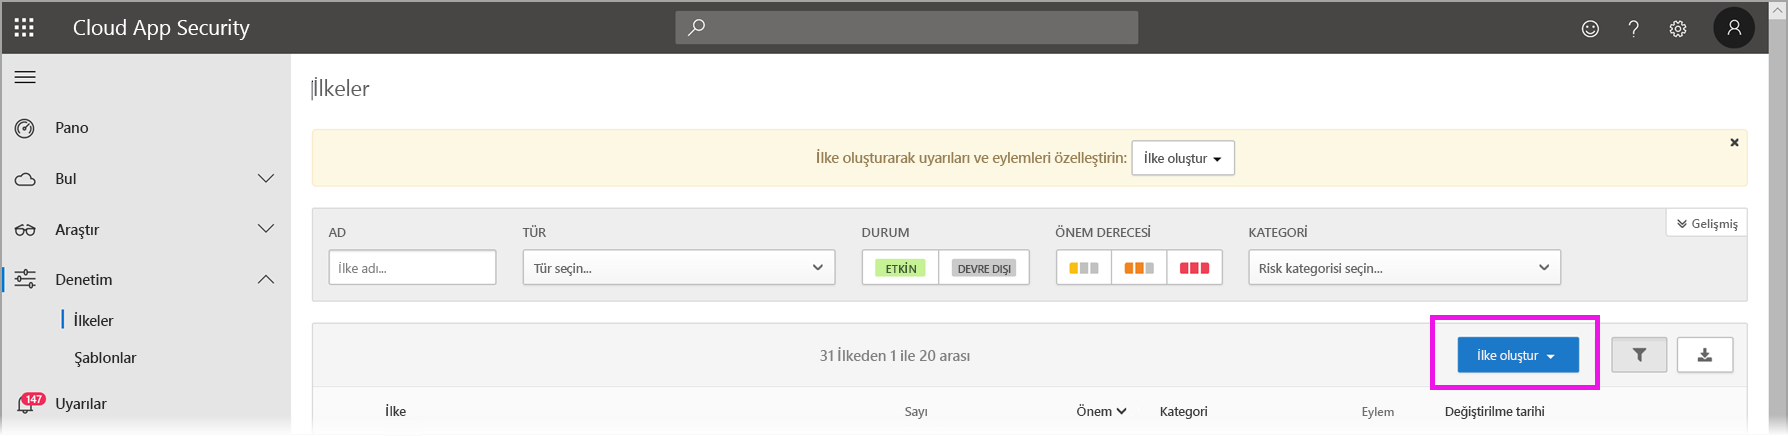 Cloud App Security
İlkeler
Pano
İlke oluşturarak uyarıları ve eylemleri özelleştirin: İlke oluştur
Bul
Araştır
AD TÜR DURUM ÖNEM DERECESİ KATEGORİ Gelişmiş
İlke adı... Tür seçin... ETKİN DEVRE DIŞI Risk kategorisi seçin...
Denetim
İlkeler
Şablonlar
31 İlkeden 1 ile 20 arası İlke oluştur
147
Uyarılar
İlke Sayı Önem Kategori Eylem Değiştirilme tarihi